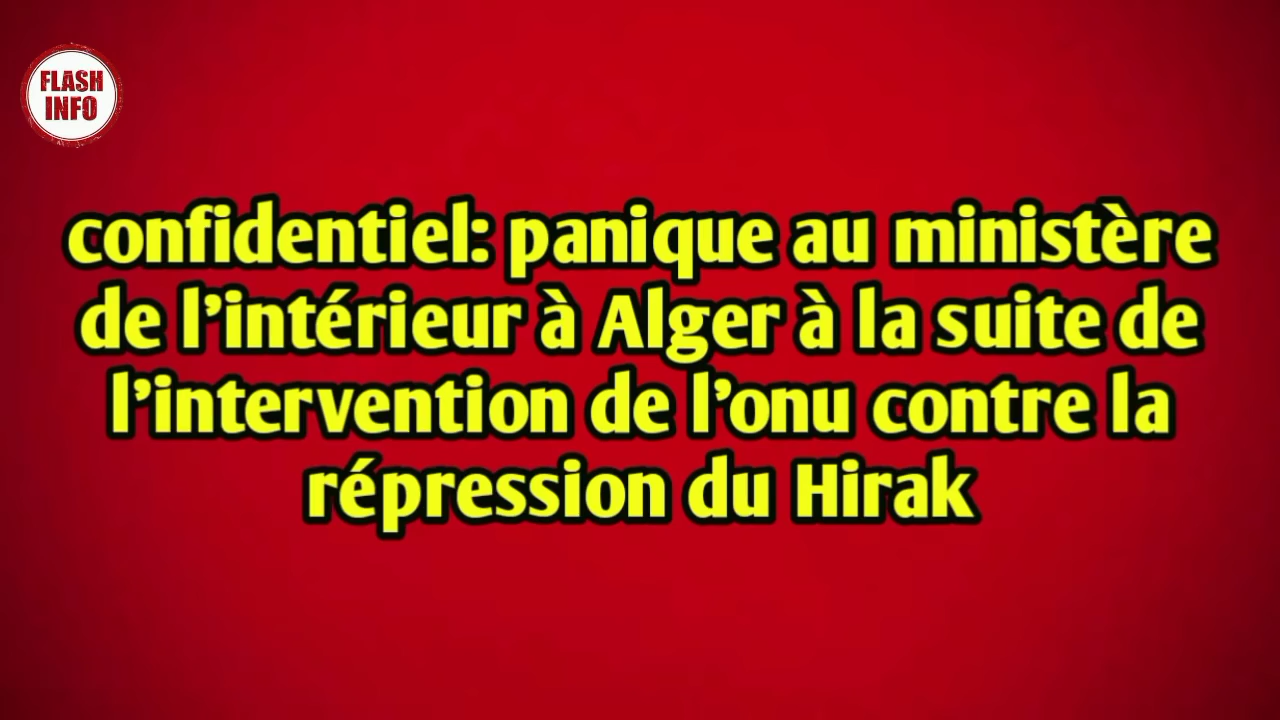 FLASH
INFO
confidentiel: panique au ministère
de l'intérieur à Alger à la suite de
l'intervention de l'onu contre la
répression du Hirak